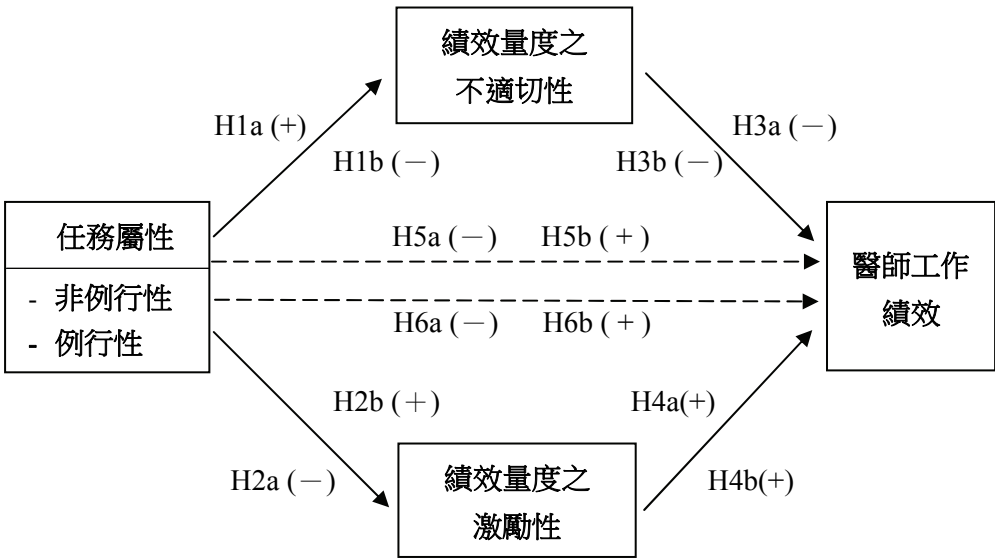 績效量度之
不適切性
H1a (+)
H3a (－)
H1b (－)
H3b (－)
任務屬性
- 非例行性
- 例行性
H5a (－) H5b ( + )
H6a (－) H6b ( + )
醫師工作
績效
H2b (＋)
H4a(+)
H2a (－)
H4b(+)
績效量度之
激勵性